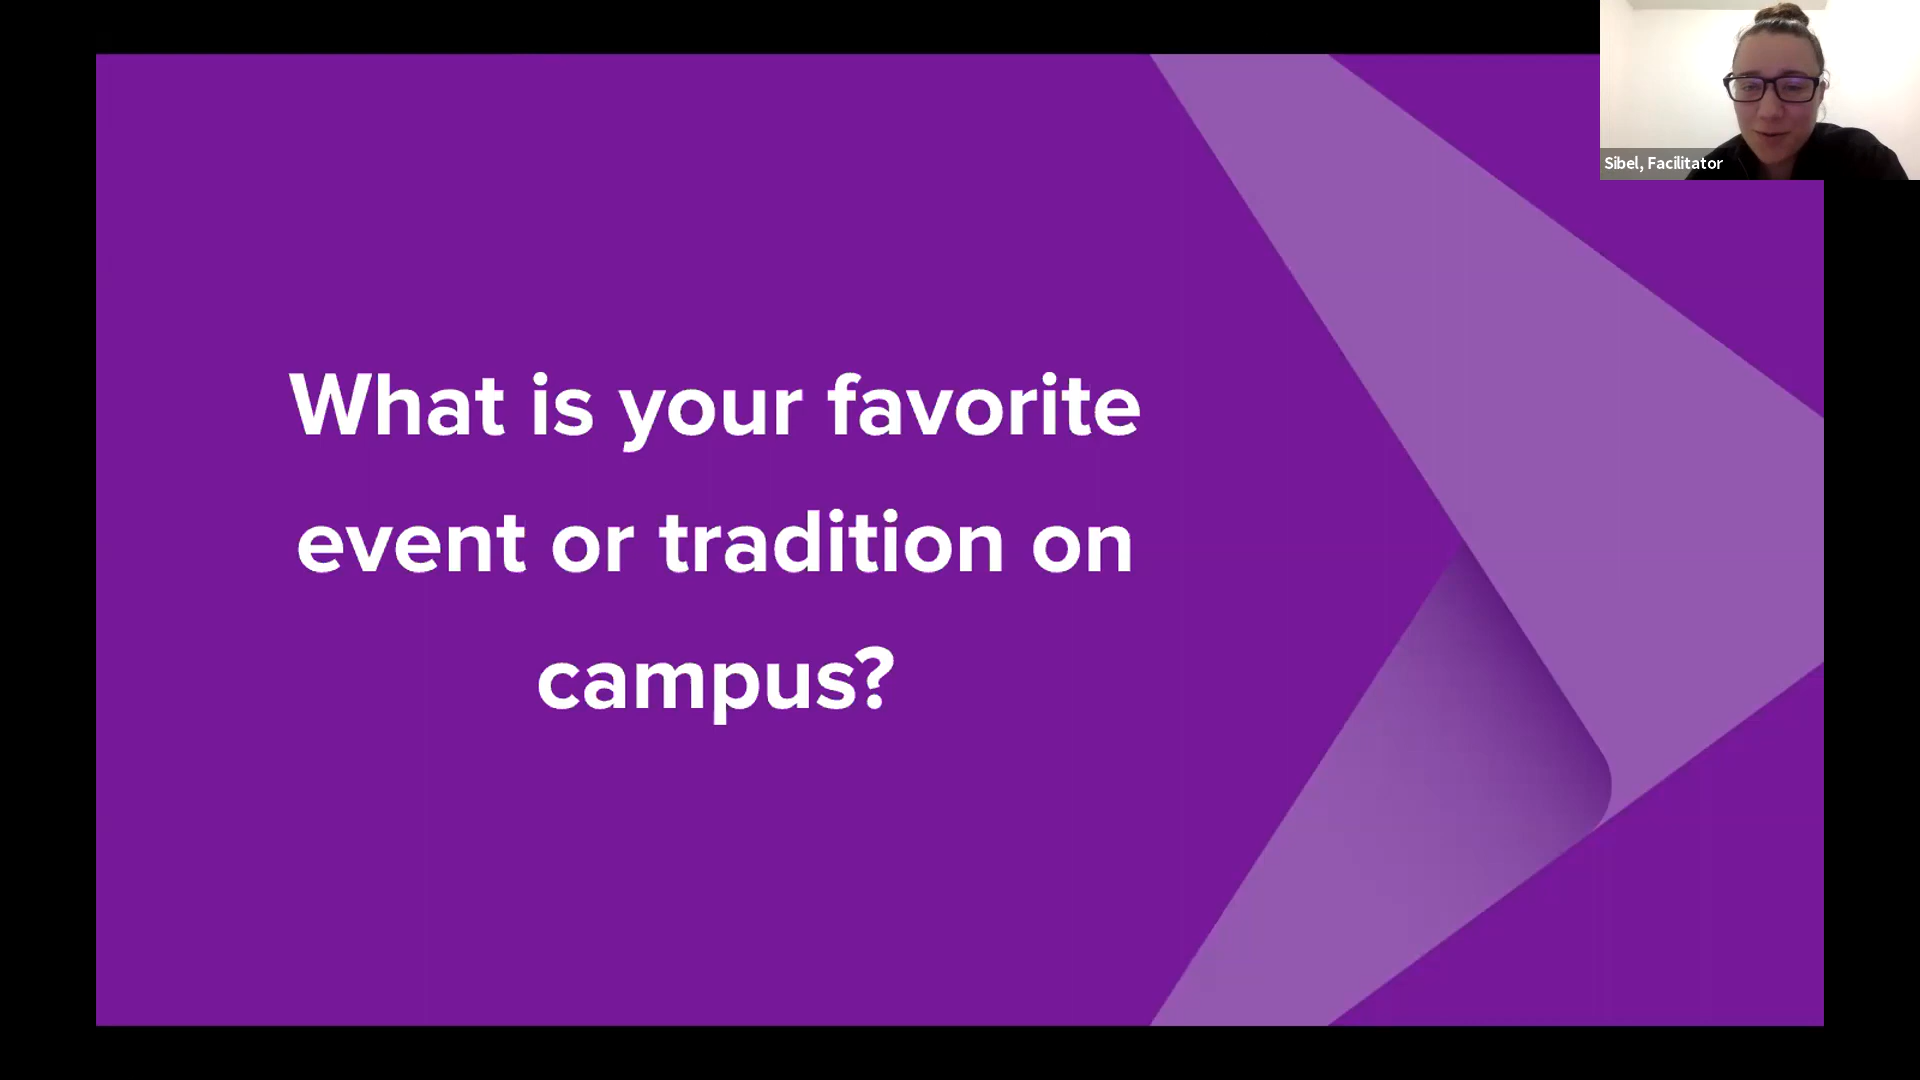 What is your favorite
event or tradition on
campus?
Sibel, Facilitator